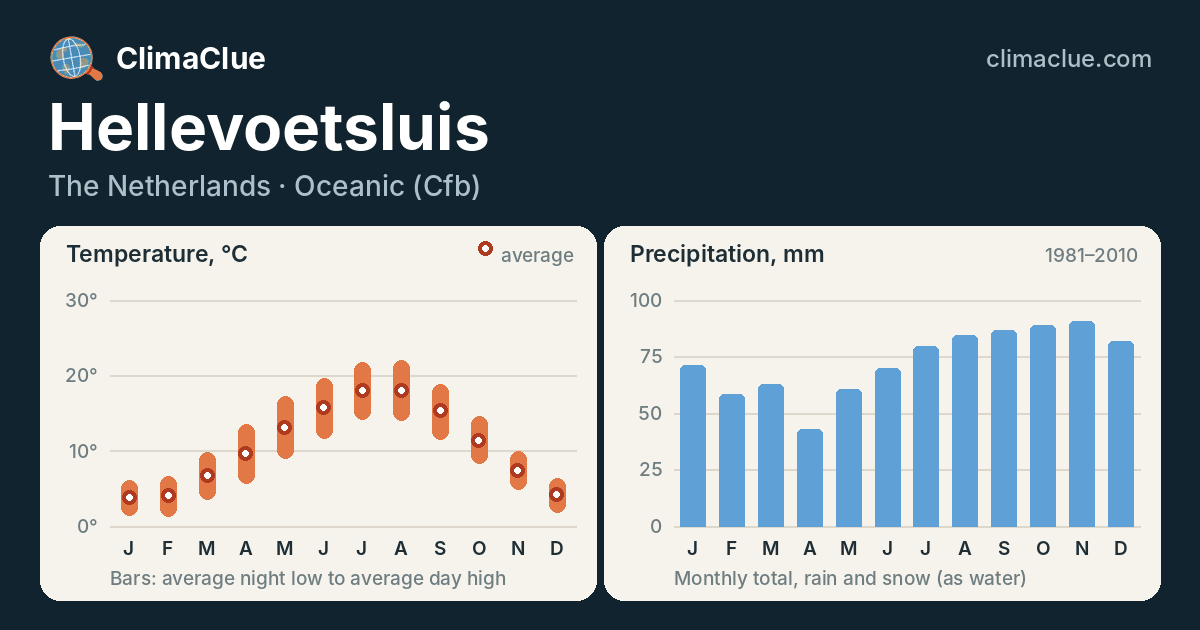 ClimaClue
climaclue.com
Hellevoetsluis
The Netherlands · Oceanic (Cfb)
Temperature, °C
average
30°
20°
10°
0°
J F M A M J J A S O N D
Bars: average night low to average day high
Precipitation, mm
1981–2010
100
75
50
25
0
J F M A M J J A S O N D
Monthly total, rain and snow (as water)